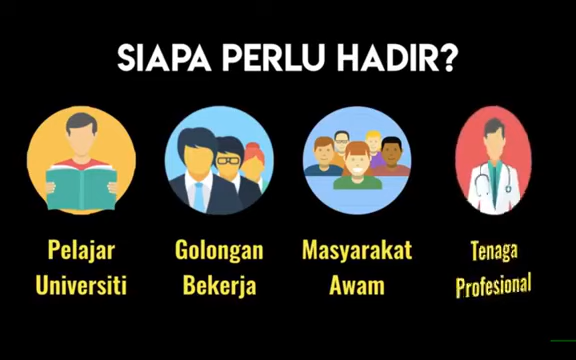 SIAPA PERLU HADIR?
Pelajar
Universiti
Golongan
Bekerja
Masyarakat
Awam
Tenaga
Profesional